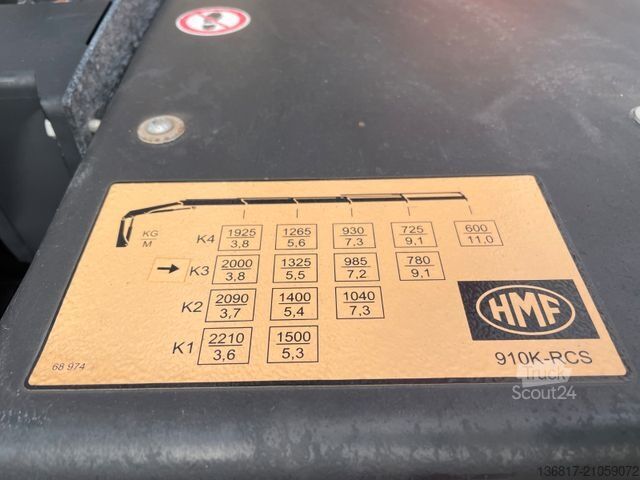 KG
M
K4 1925 1265 930 725 600
3,8 5,6 7,3 9,1 11,0
K3 2000 1325 985 780
3,8 5,5 7,2 9,1
K2 2090 1400 1040
3,7 5,4 7,3
K1 2210 1500
3,6 5,3
HMF
910K-RCS
68 974
Truck
Scout24
136817-21059072